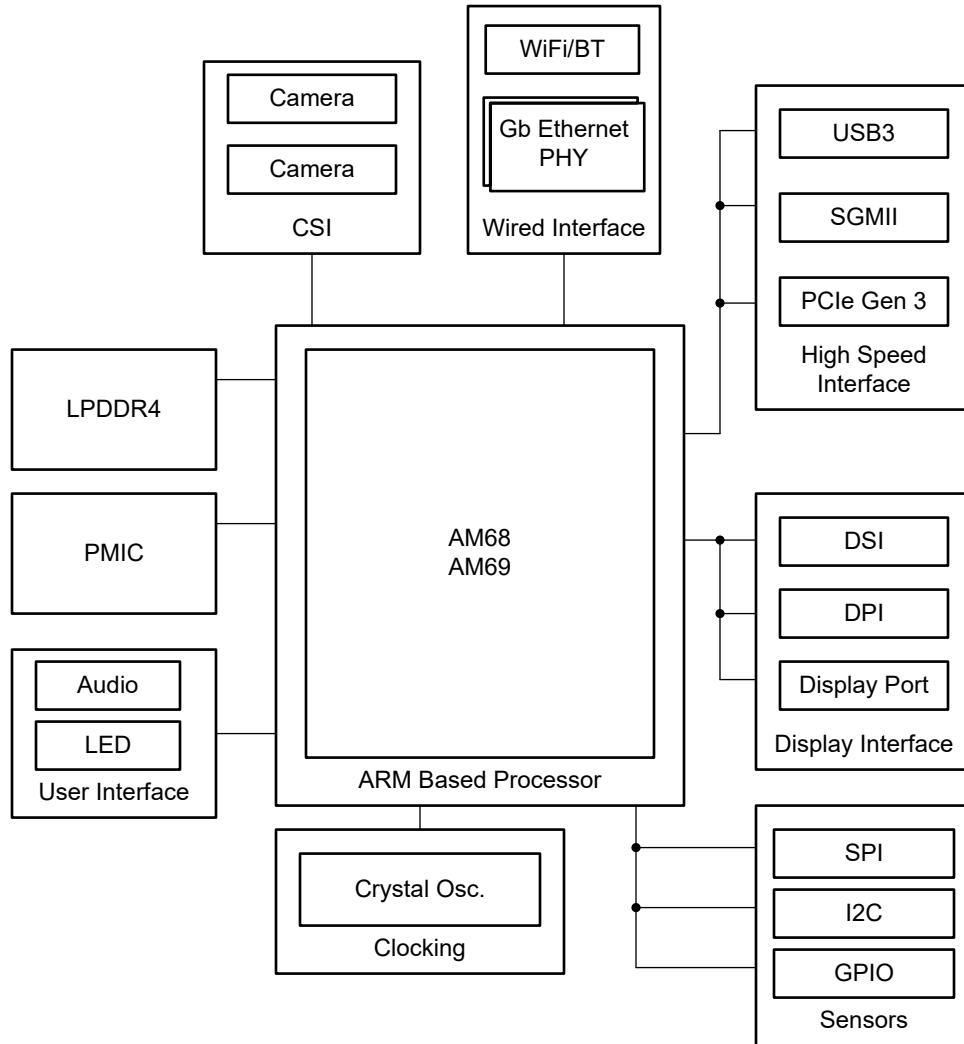 WiFi/BT
Gb Ethernet
PHY
Wired Interface
Camera
Camera
CSI
USB3
SGMII
PCIe Gen 3
High Speed
Interface
LPDDR4
PMIC
AM68
AM69
ARM Based Processor
DSI
DPI
Display Port
Display Interface
Audio
LED
User Interface
Crystal Osc.
Clocking
SPI
I2C
GPIO
Sensors